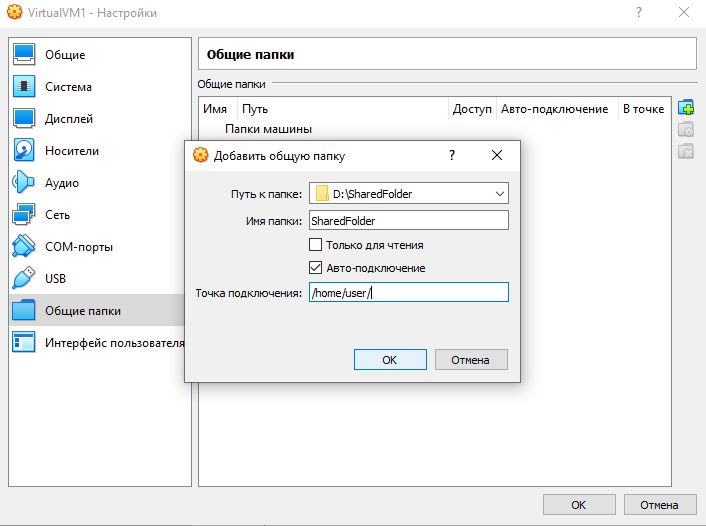 VirtualVM1 - Настройки
?
Общие
Система
Дисплей
Носители
Аудио
Сеть
COM-порты
USB
Общие папки
Интерфейс пользователя
Общие папки
Общие папки
Имя Путь Доступ Авто-подключение В точке
Папки машины
Добавить общую папку
?
Путь к папке: D:\SharedFolder
Имя папки: SharedFolder
Только для чтения
Авто-подключение
Точка подключения: /home/user/
OK Отмена
OK Отмена